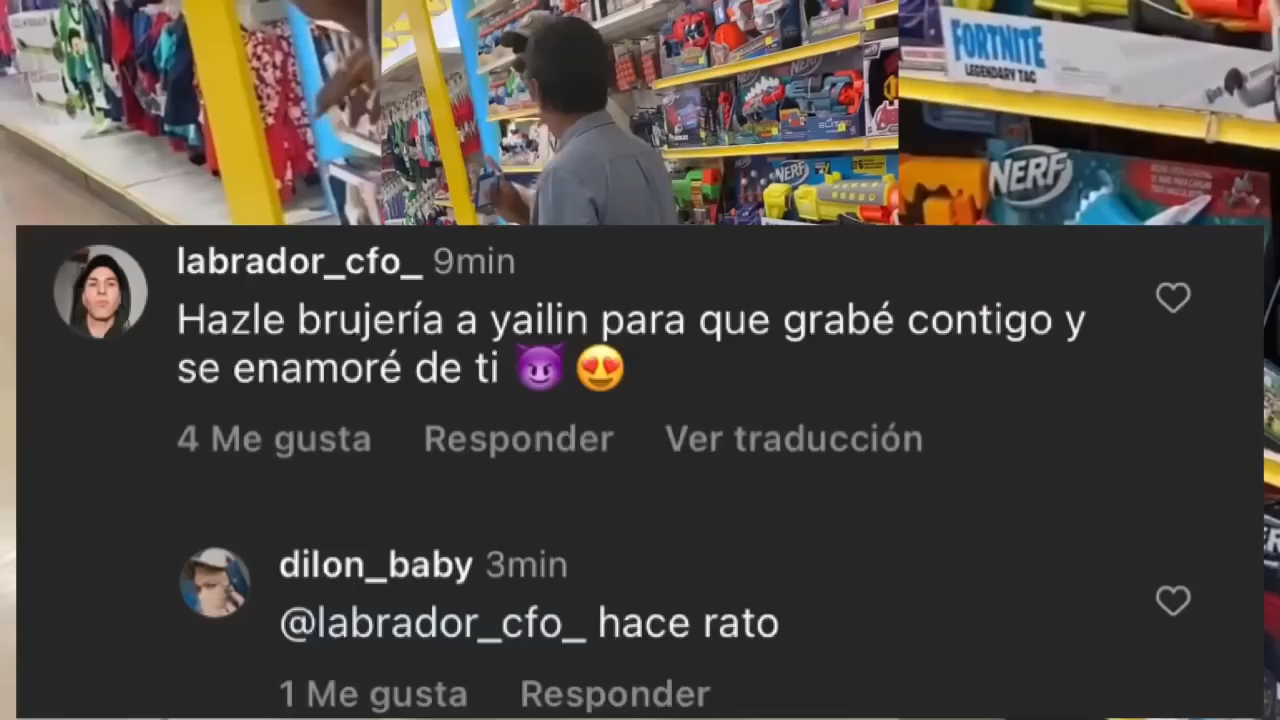 FORTNITE
LEGENDARY TAC
NERF
NERF
NERF
labrador_cfo_ 9min
Hazle brujería a yailin para que grabé contigo y
se enamoré de ti 😈 😍
4 Me gusta Responder Ver traducción
dilon_baby 3min
@labrador_cfo_ hace rato
1 Me gusta Responder